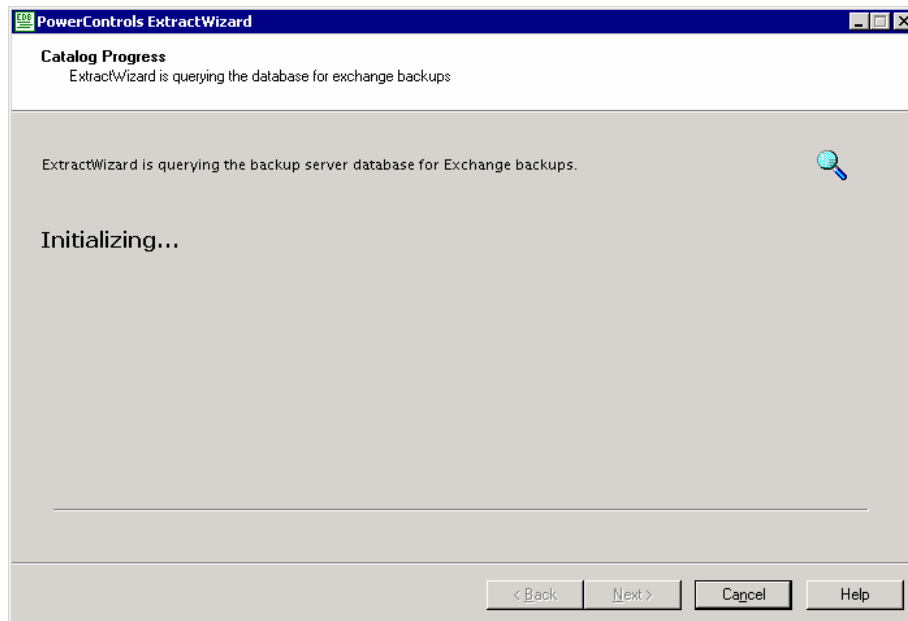 EDB PowerControls ExtractWizard
Catalog Progress
ExtractWizard is querying the database for exchange backups
ExtractWizard is querying the backup server database for Exchange backups.
Initializing...
< Back Next > Cancel Help